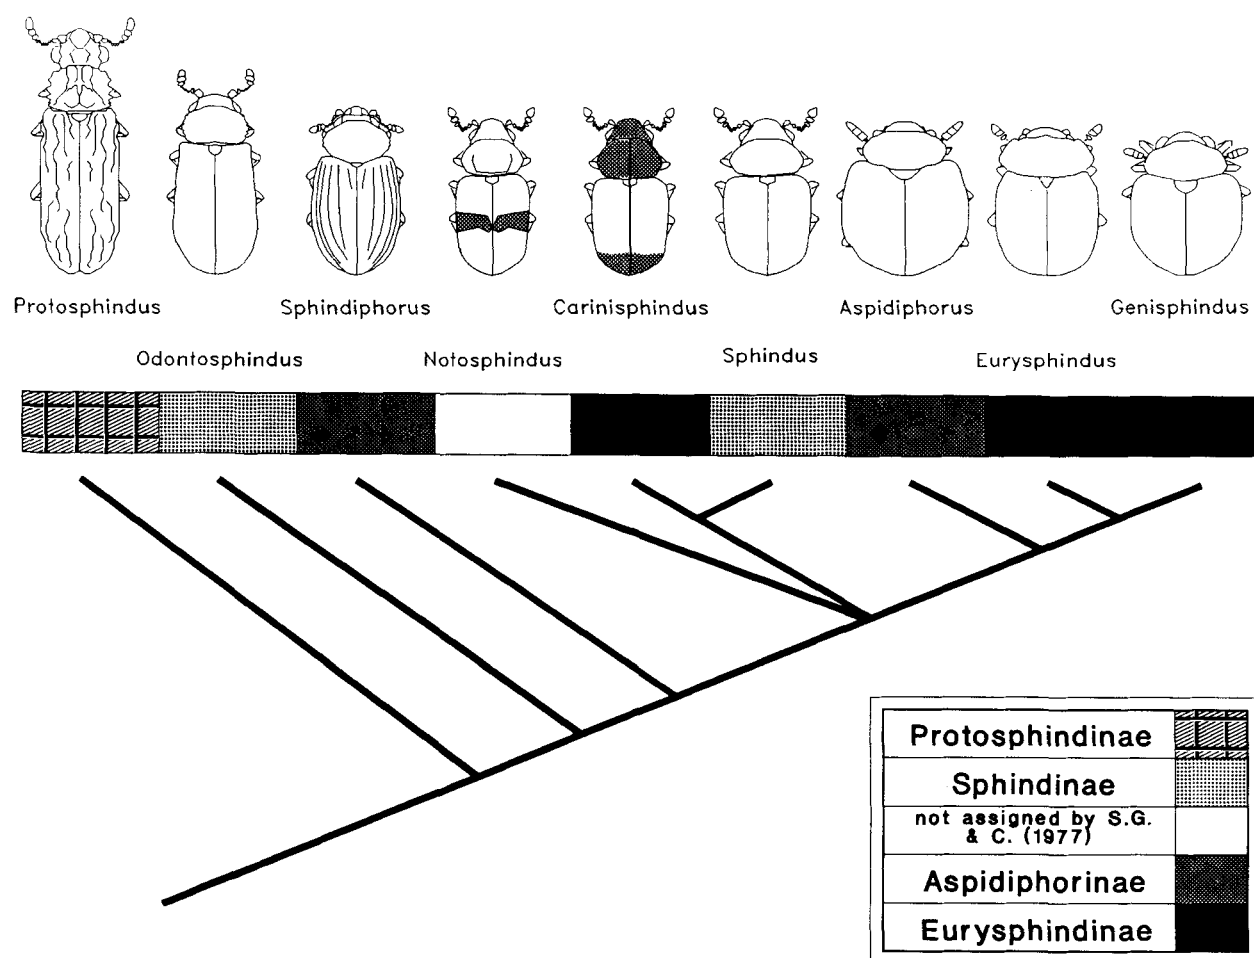 Protosphindus
Sphindiphorus
Carinisphindus
Aspidiphorus
Genisphindus
Odontosphindus
Notosphindus
Sphindus
Eurysphindus
Protosphindinae
Sphindinae
not assigned by S.G.
& C. (1977)
Aspidiphorinae
Eurysphindinae